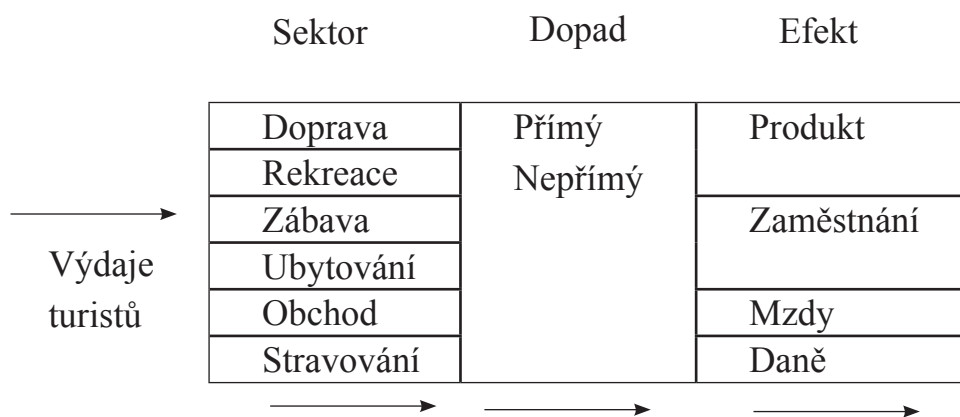 Sektor Dopad Efekt
Doprava Přímý Produkt
Rekreace Nepřímý
Zábava Zaměstnání
Výdaje Ubytování
turistů Obchod Mzdy
Stravování Daně